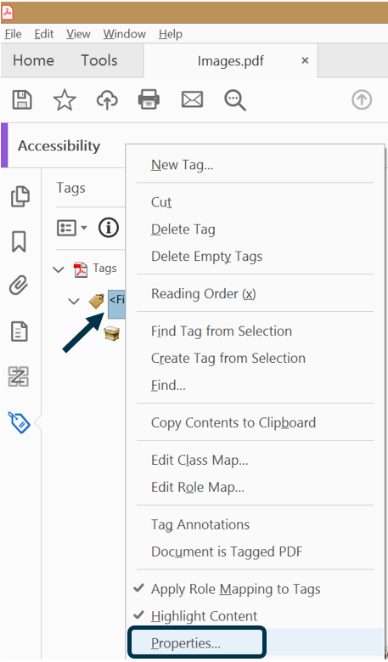 File Edit View Window Help
Home Tools Images.pdf ×
Accessibility
Tags
Tags
<Fi
New Tag...
Cut
Delete Tag
Delete Empty Tags
Reading Order (x)
Find Tag from Selection
Create Tag from Selection
Find...
Copy Contents to Clipboard
Edit Class Map...
Edit Role Map...
Tag Annotations
Document is Tagged PDF
Apply Role Mapping to Tags
Highlight Content
Properties...